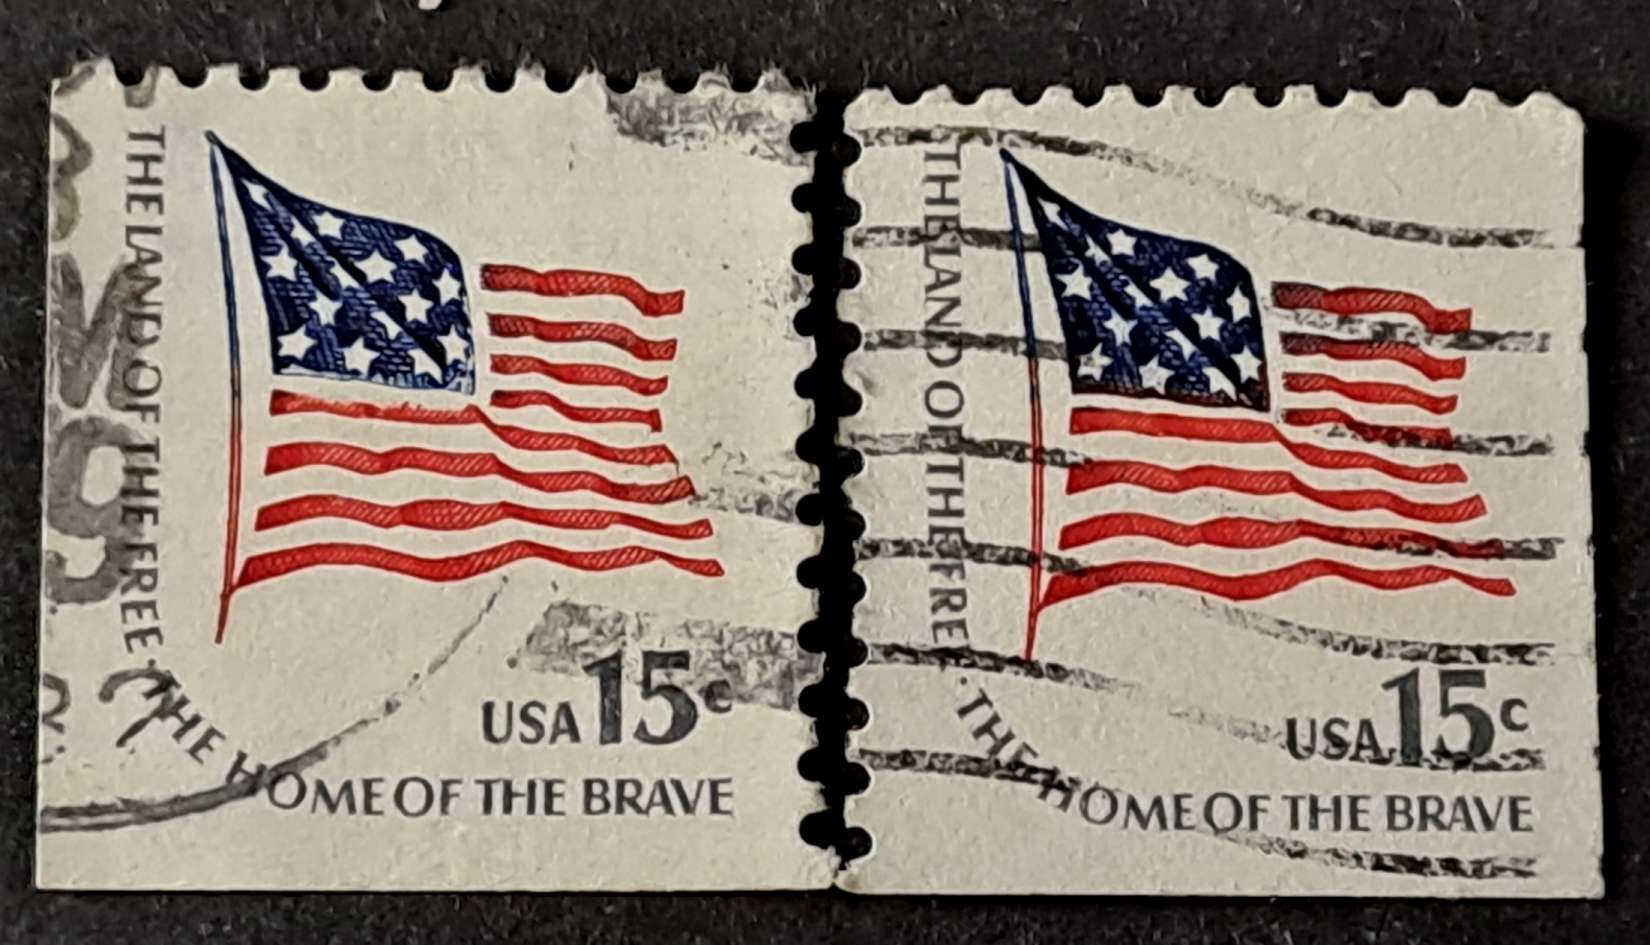 THE LAND OF THE FREE · THE HOME OF THE BRAVE
USA 15c
THE LAND OF THE FREE · THE HOME OF THE BRAVE
USA 15c